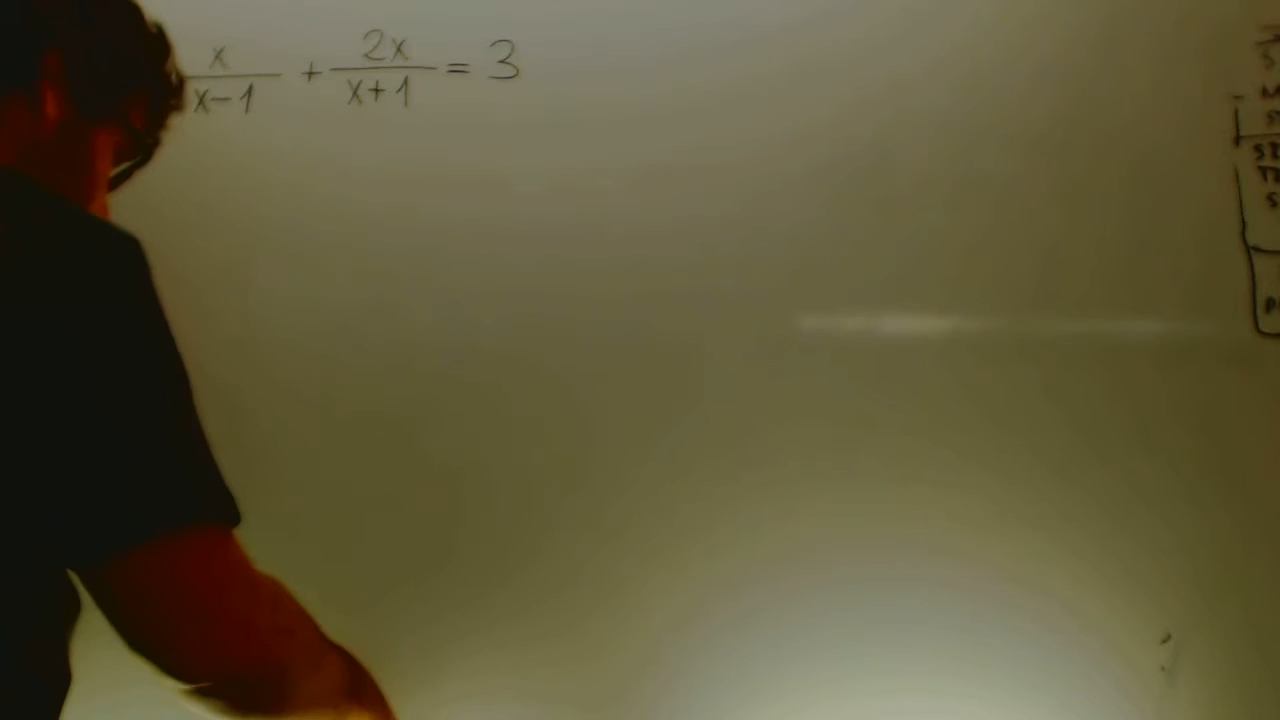 x/(x-1) + 2x/(x+1) = 3